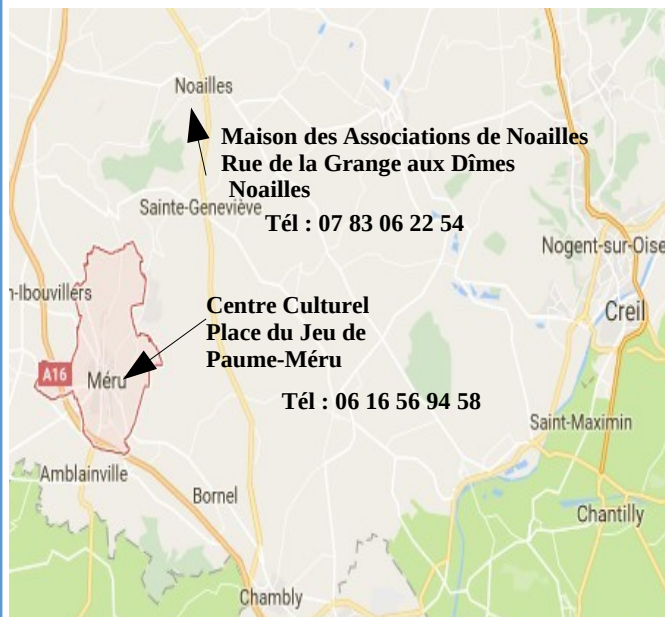 Noailles
Maison des Associations de Noailles
Rue de la Grange aux Dîmes
Noailles
Sainte-Geneviève
Tél : 07 83 06 22 54
Nogent-sur-Oise
n-Ibouvillers
Centre Culturel
Place du Jeu de
Paume-Méru
Creil
A16
Méru
Tél : 06 16 56 94 58
Saint-Maximin
Amblainville
Bornel
Chantilly
Chambly